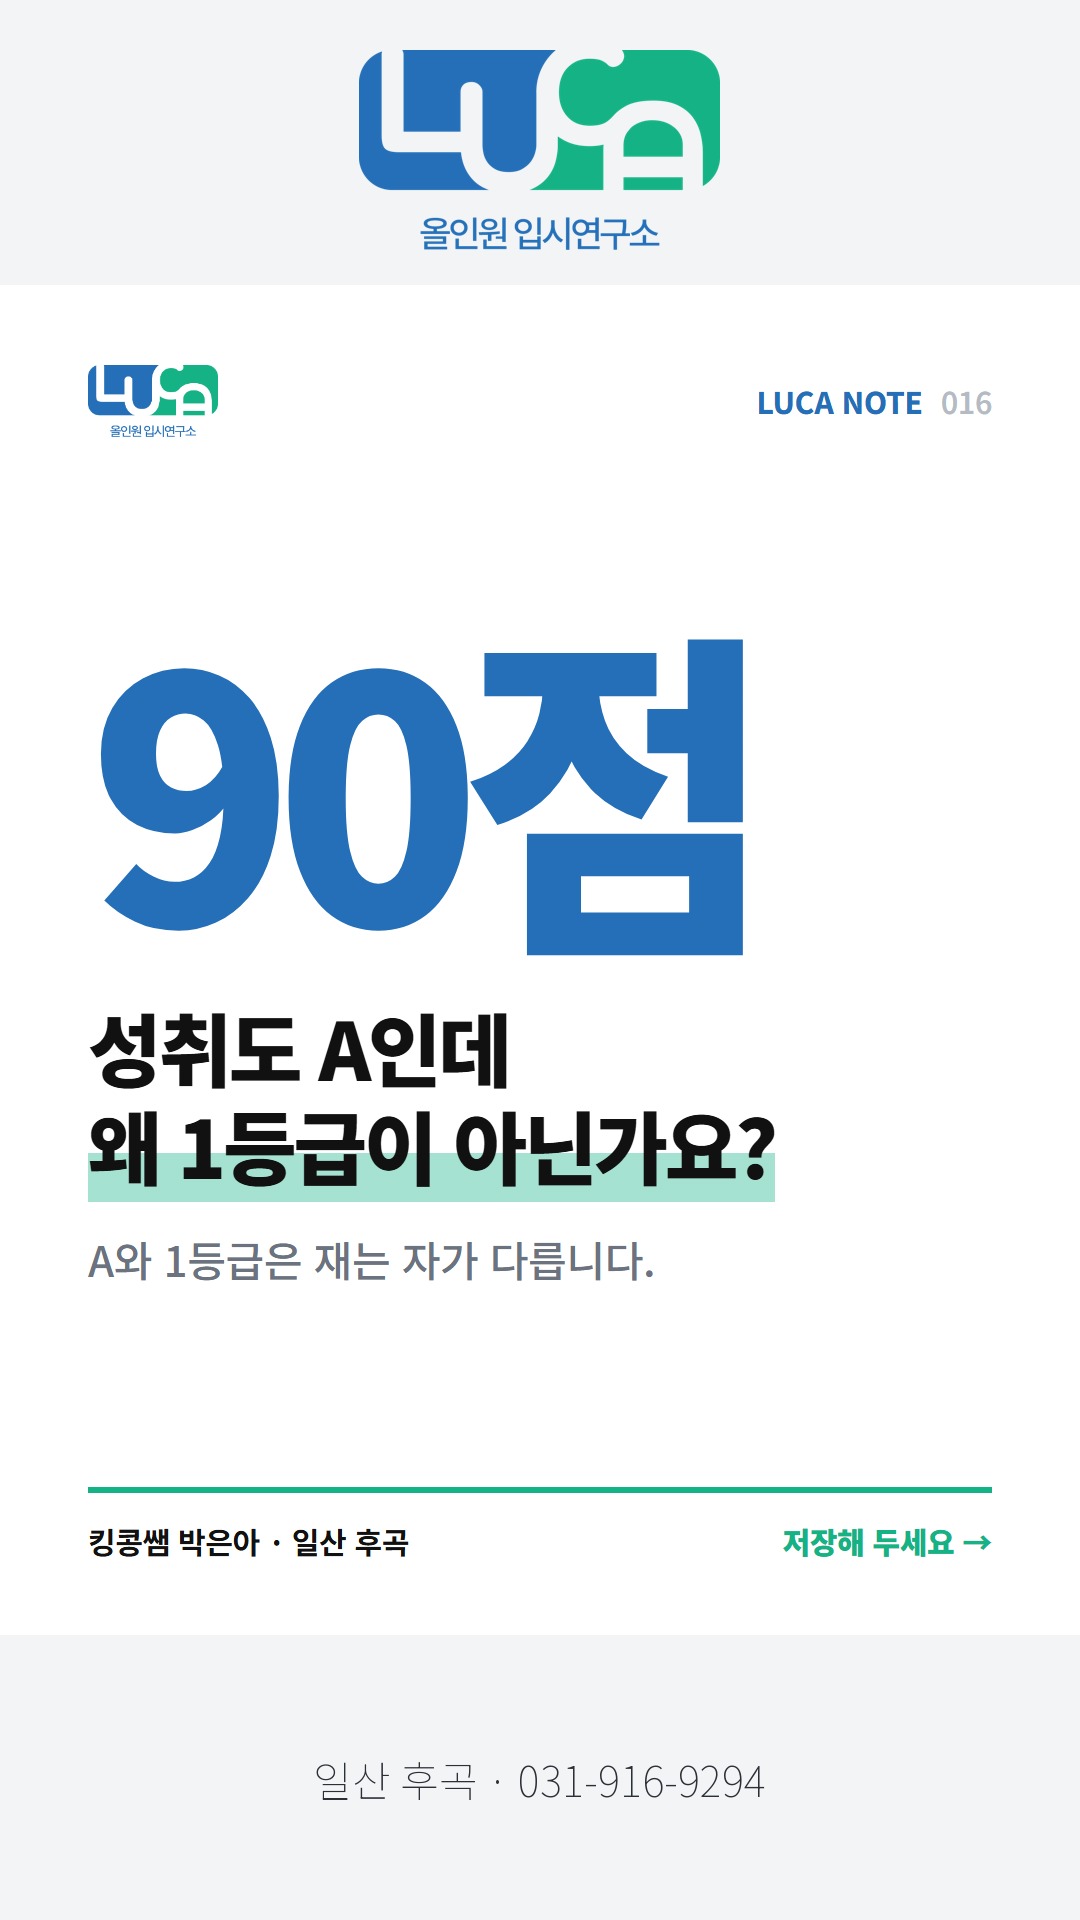 LUCA
올인원 입시연구소
LUCA
올인원 입시연구소
LUCA NOTE 016
90점
성취도 A인데
왜 1등급이 아닌가요?
A와 1등급은 재는 자가 다릅니다.
킹콩쌤 박은아 · 일산 후곡
저장해 두세요 →
일산 후곡 · 031-916-9294